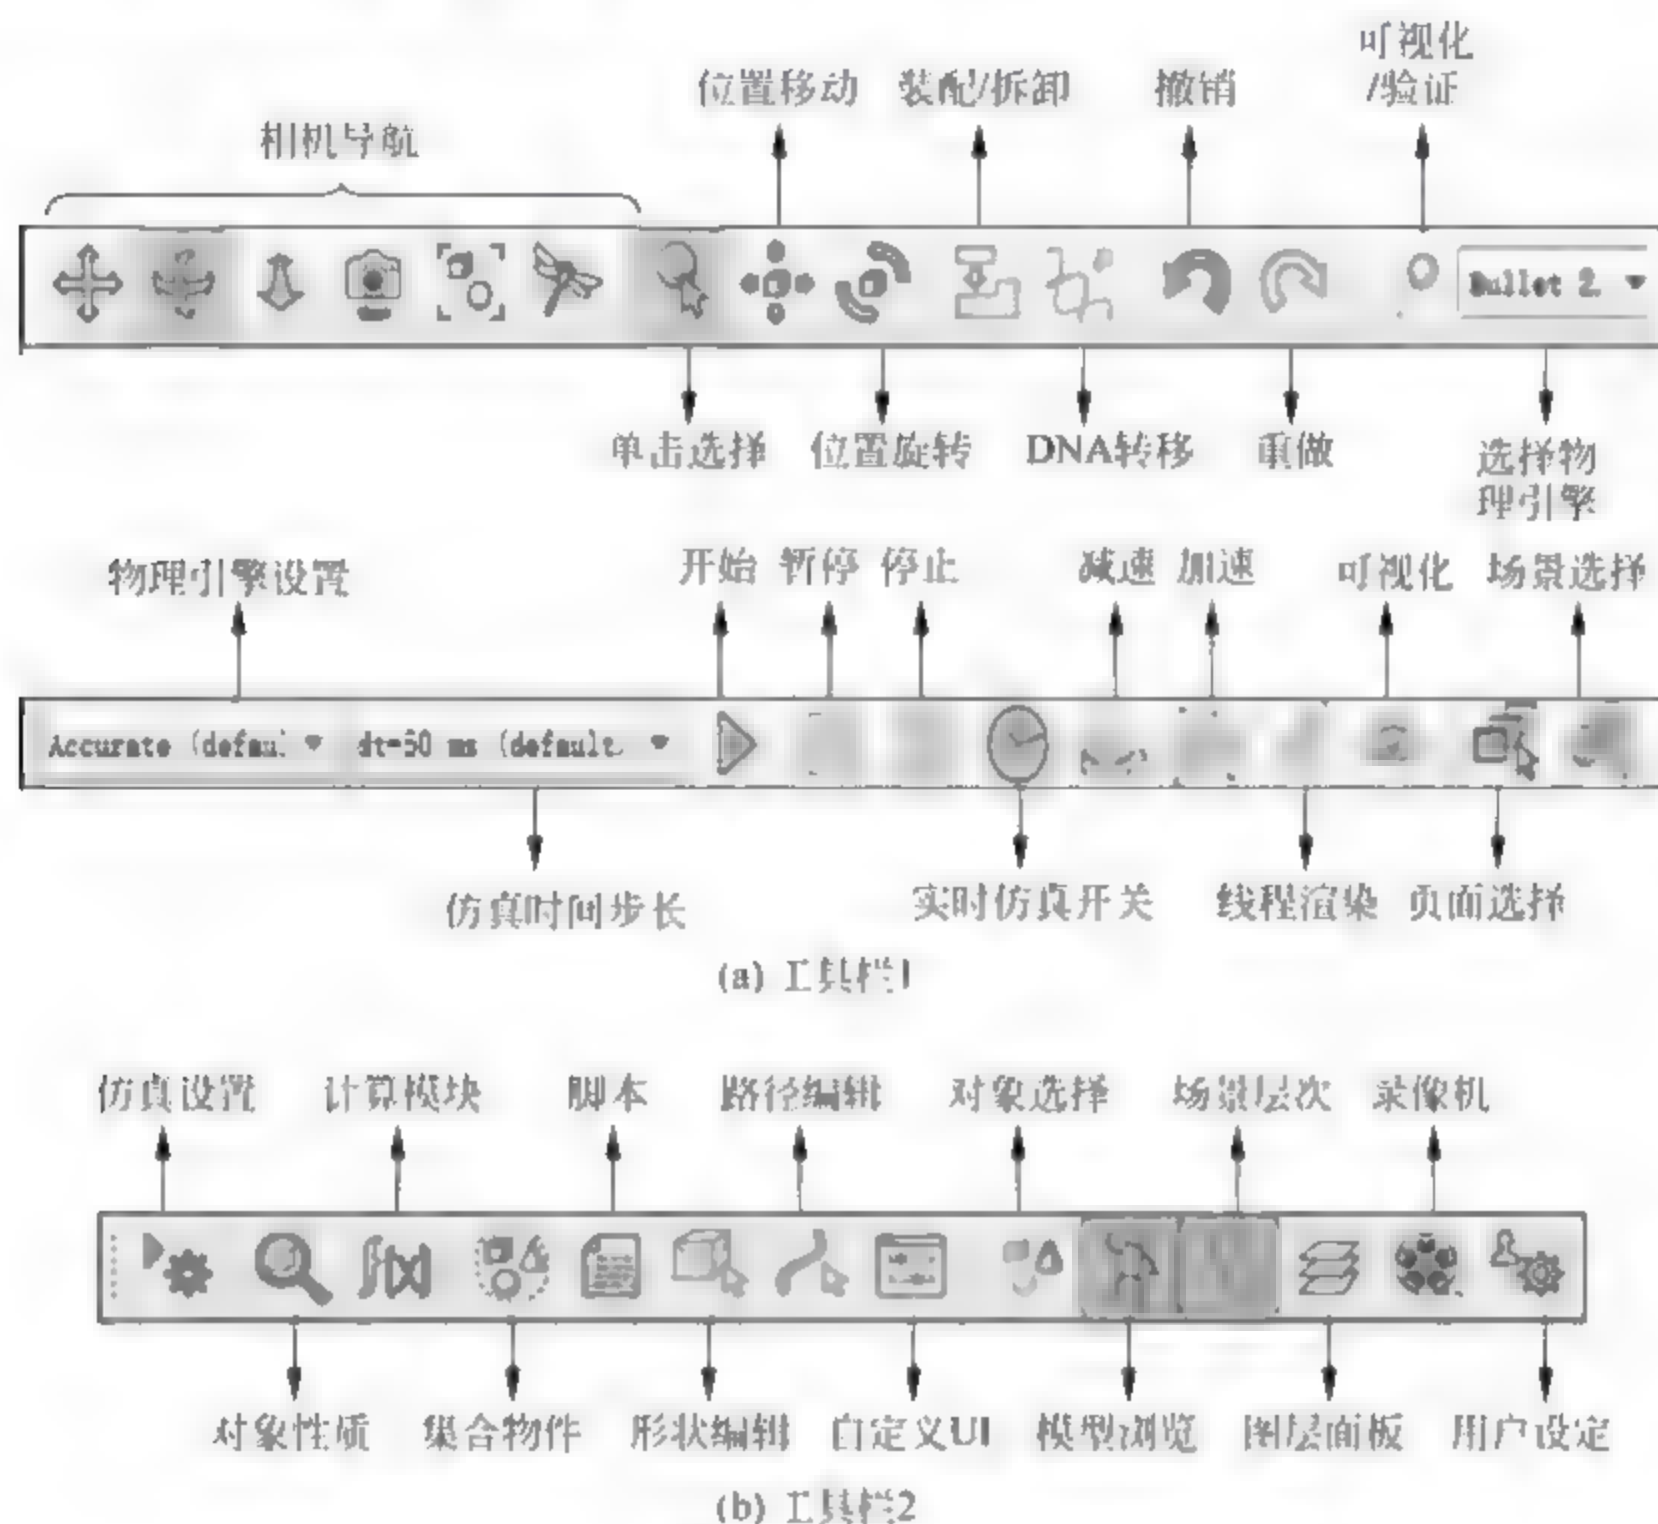 可视化
/验证
位置移动 装配/拆卸 撤销
相机导航
Bullet 2.
单击选择 位置旋转 DNA转移 重做 选择物
理引擎
物理引擎设置 开始 暂停 停止 减速 加速 可视化 场景选择
Accurate (defaul dt=50 ms (default
仿真时间步长 实时仿真开关 线程渲染 页面选择
(a) 工具栏1
仿真设置 计算模块 脚本 路径编辑 对象选择 场景层次 录像机
对象性质 集合物件 形状编辑 自定义UI 模型浏览 图层面板 用户设定
(b) 工具栏2